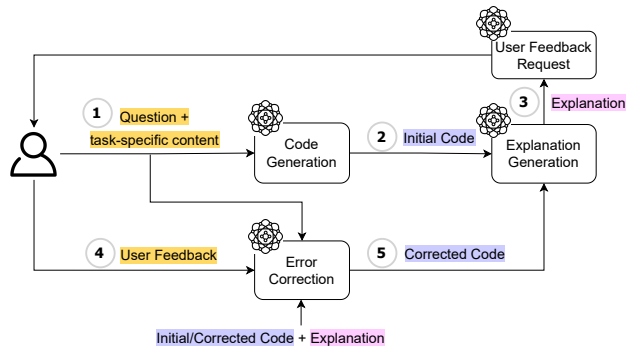 User Feedback
Request
1
Question +
task-specific content
3
Explanation
Code
Generation
2
Initial Code
Explanation
Generation
4
User Feedback
Error
Correction
5
Corrected Code
Initial/Corrected Code + Explanation